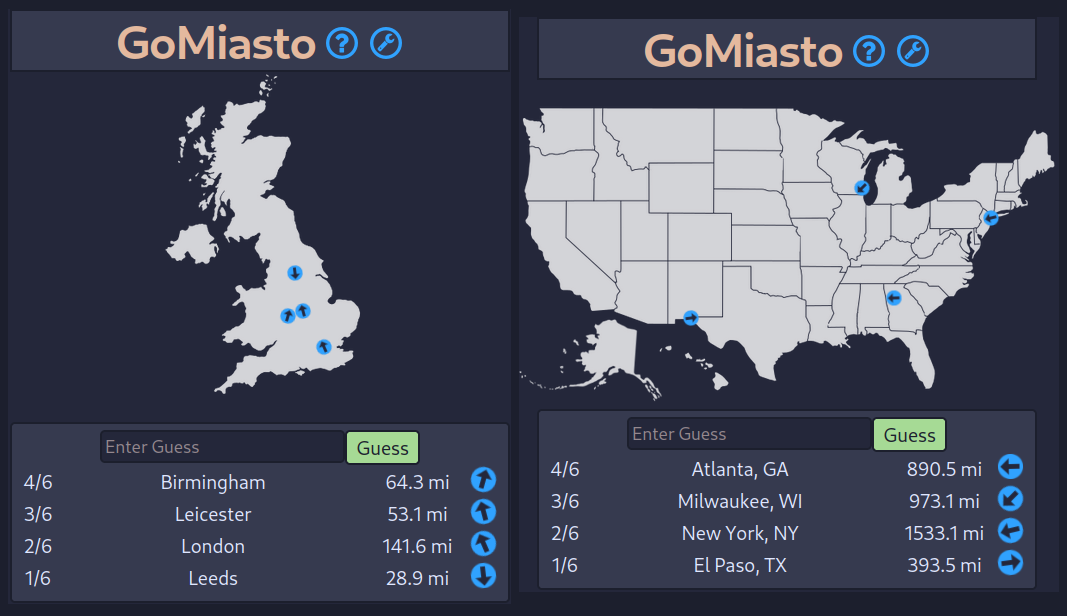 GoMiasto ?
Enter Guess Guess
4/6 Birmingham 64.3 mi
3/6 Leicester 53.1 mi
2/6 London 141.6 mi
1/6 Leeds 28.9 mi
GoMiasto ?
Enter Guess Guess
4/6 Atlanta, GA 890.5 mi
3/6 Milwaukee, WI 973.1 mi
2/6 New York, NY 1533.1 mi
1/6 El Paso, TX 393.5 mi